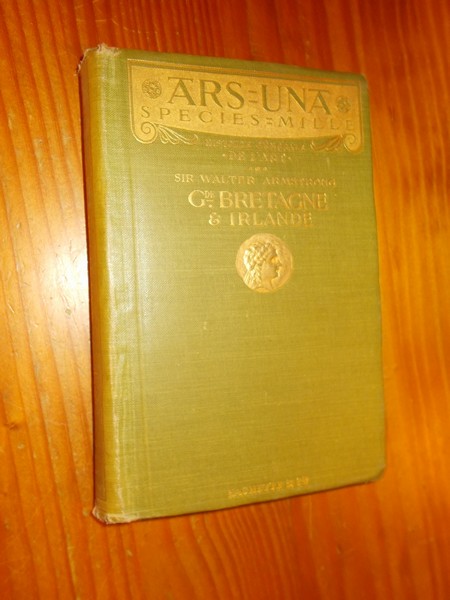 ARS=UNA
SPECIES=MILLE
HISTOIRE GÉNÉRALE
·DE L'ART·
SIR WALTER ARMSTRONG
GDE BRETAGNE
& IRLANDE
HACHETTE & Cie